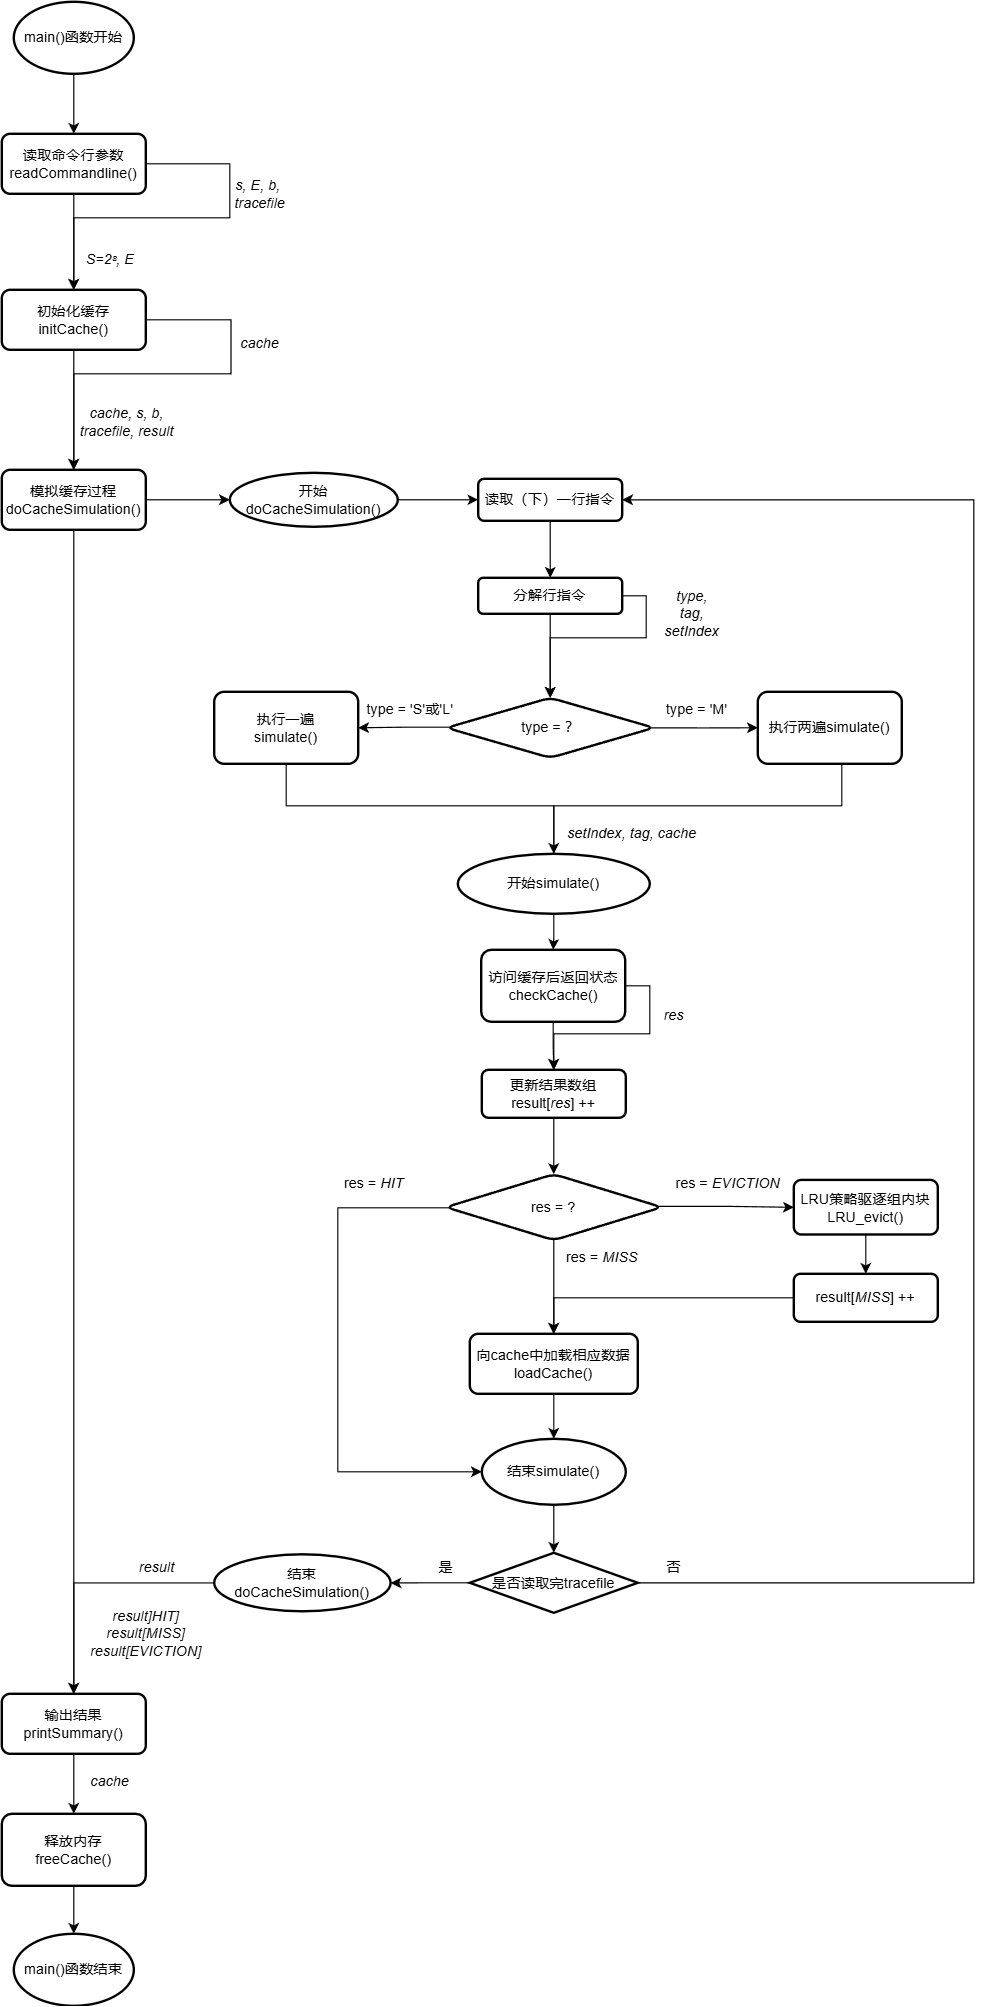 main()函数开始
读取命令行参数
readCommandline()
s, E, b,
tracefile
S=2ˢ, E
初始化缓存
initCache()
cache
cache, s, b,
tracefile, result
模拟缓存过程
doCacheSimulation()
开始
doCacheSimulation()
读取（下）一行指令
分解行指令
type,
tag,
setIndex
执行一遍
simulate()
type = 'S'或'L'
type = ?
type = 'M'
执行两遍simulate()
setIndex, tag, cache
开始simulate()
访问缓存后返回状态
checkCache()
res
更新结果数组
result[res] ++
res = HIT
res = ?
res = EVICTION
LRU策略驱逐组内块
LRU_evict()
res = MISS
result[MISS] ++
向cache中加载相应数据
loadCache()
结束simulate()
是否读取完tracefile
是
否
结束
doCacheSimulation()
result
result]HIT]
result[MISS]
result[EVICTION]
输出结果
printSummary()
cache
释放内存
freeCache()
main()函数结束